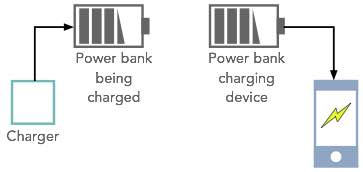 Power bank
being
charged
Power bank
charging
device
Charger